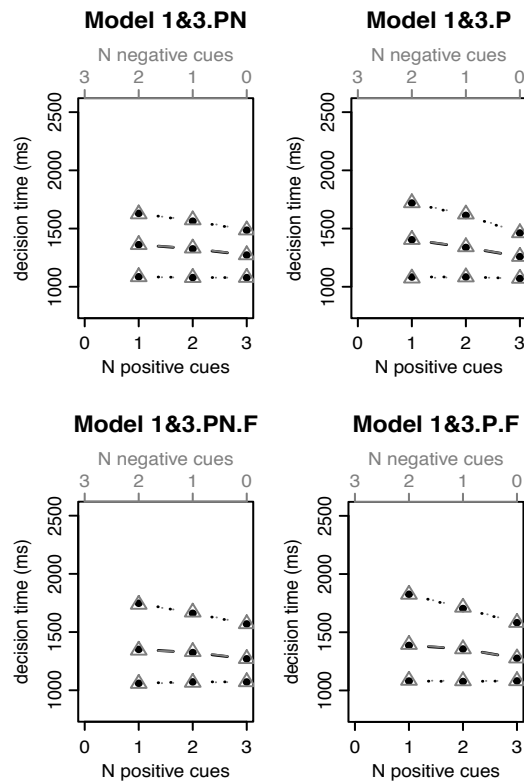 Model 1&3.PN
N negative cues
3 2 1 0
decision time (ms)
2500
2000
1500
1000
0 1 2 3
N positive cues
Model 1&3.P
N negative cues
3 2 1 0
decision time (ms)
2500
2000
1500
1000
0 1 2 3
N positive cues
Model 1&3.PN.F
N negative cues
3 2 1 0
decision time (ms)
2500
2000
1500
1000
0 1 2 3
N positive cues
Model 1&3.P.F
N negative cues
3 2 1 0
decision time (ms)
2500
2000
1500
1000
0 1 2 3
N positive cues